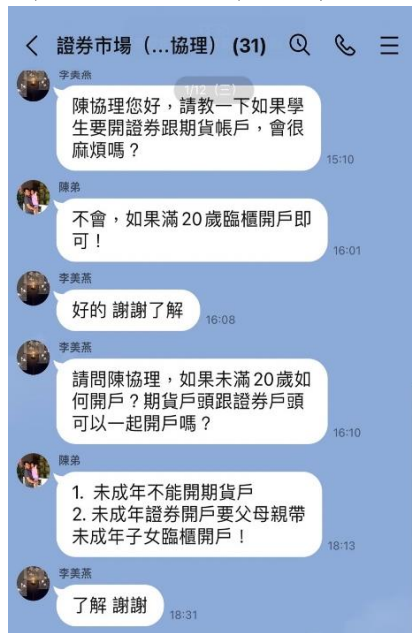 證券市場（...協理） (31)
李美燕
1/12（三）
陳協理您好，請教一下如果學
生要開證券跟期貨帳戶，會很
麻煩嗎？
15:10
陳弟
不會，如果滿20歲臨櫃開戶即
可！
16:01
李美燕
好的 謝謝了解
16:08
李美燕
請問陳協理，如果未滿20歲如
何開戶？期貨戶頭跟證券戶頭
可以一起開戶嗎？
16:10
陳弟
1. 未成年不能開期貨戶
2. 未成年證券開戶要父母親帶
未成年子女臨櫃開戶！
18:13
李美燕
了解 謝謝
18:31